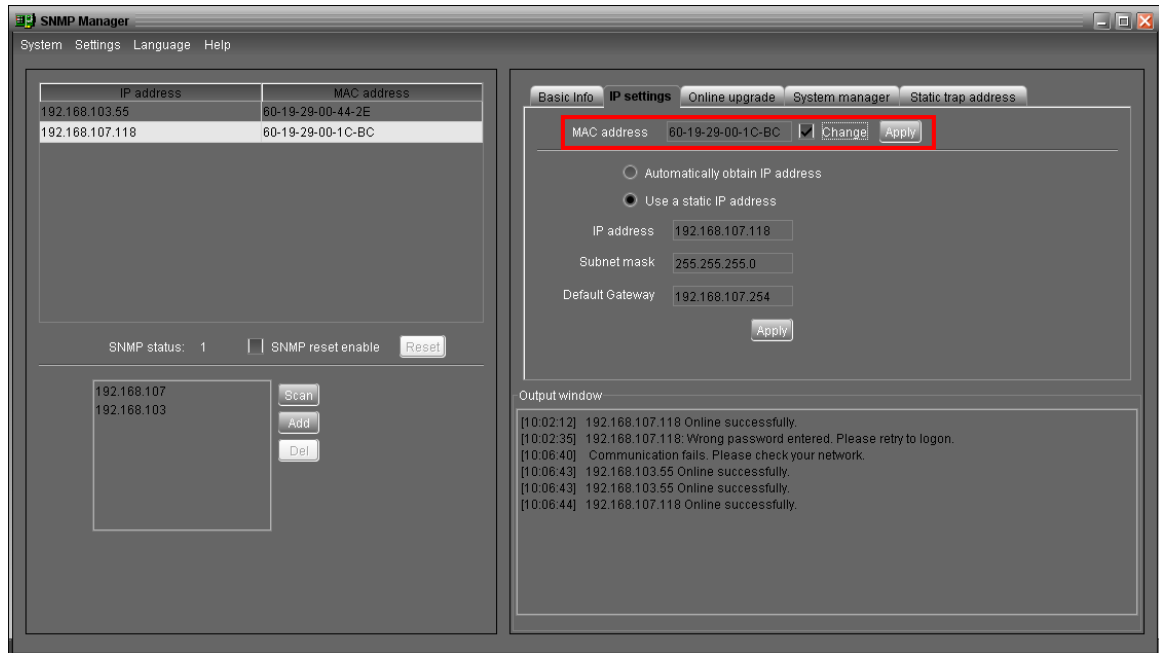 SNMP Manager
System Settings Language Help
IP address MAC address
192.168.103.55 60-19-29-00-44-2E
192.168.107.118 60-19-29-00-1C-BC
SNMP status: 1 SNMP reset enable Reset
192.168.107
192.168.103
Scan
Add
Del
Basic Info IP settings Online upgrade System manager Static trap address
MAC address 60-19-29-00-1C-BC Change Apply
Automatically obtain IP address
Use a static IP address
IP address 192.168.107.118
Subnet mask 255.255.255.0
Default Gateway 192.168.107.254
Apply
Output window
[10:02:12] 192.168.107.118 Online successfully.
[10:02:35] 192.168.107.118: Wrong password entered. Please retry to logon.
[10:06:40] Communication fails. Please check your network.
[10:06:43] 192.168.103.55 Online successfully.
[10:06:43] 192.168.103.55 Online successfully.
[10:06:44] 192.168.107.118 Online successfully.